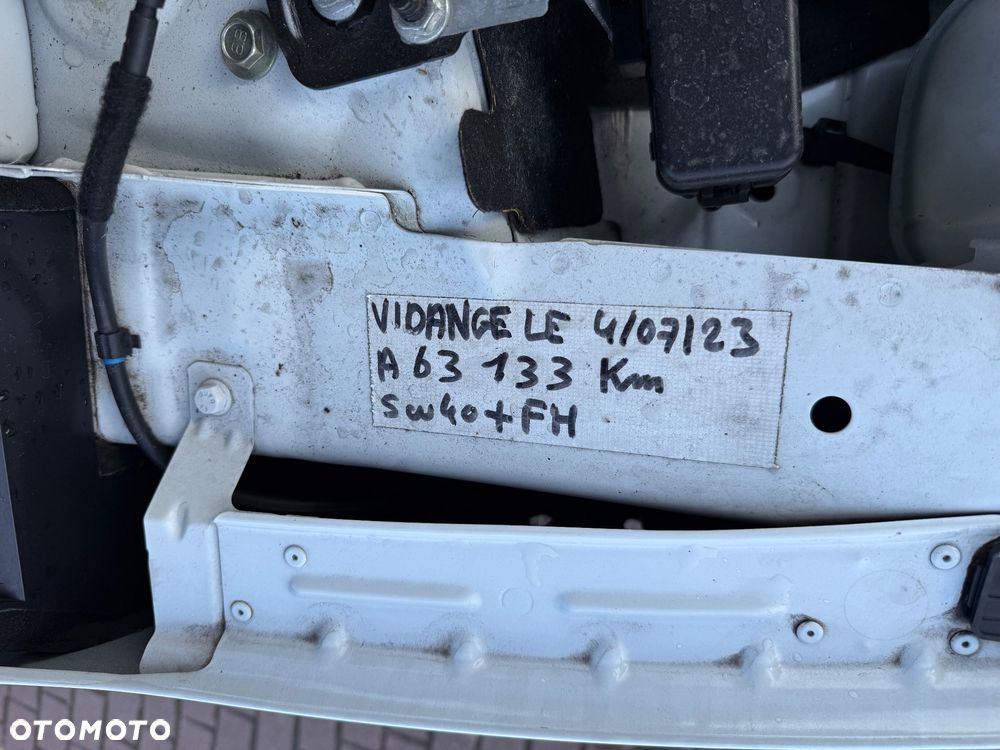 VIDANGE LE 4/07/23
A 63 133 Km
5w40+FH
OTOMOTO